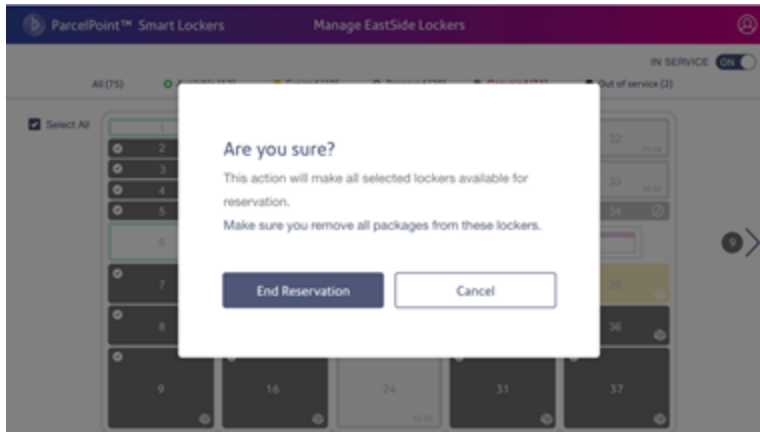 ParcelPoint™ Smart Lockers
Manage EastSide Lockers
IN SERVICE ON
All (75)
Out of service (2)
Select All
1
2
3
4
5
6
7
8
9
16
24
12:50
31
32
33
34
35
36
37
9
Are you sure?
This action will make all selected lockers available for
reservation.
Make sure you remove all packages from these lockers.
End Reservation
Cancel